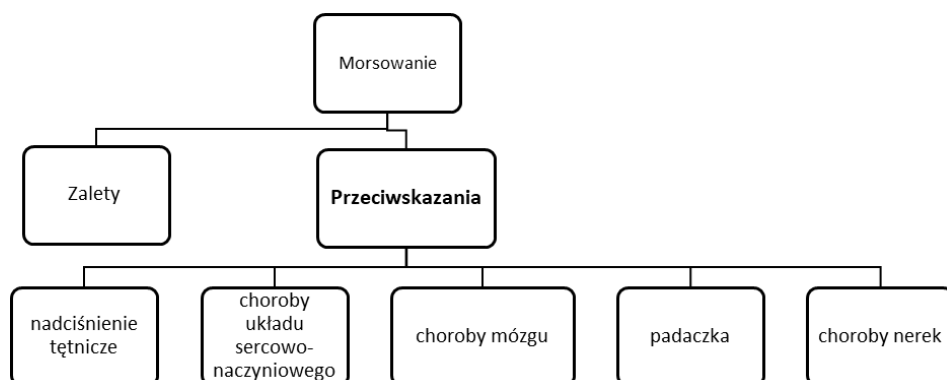 Morsowanie
Zalety
Przeciwskazania
nadciśnienie
tętnicze
choroby
układu
sercowo-
naczyniowego
choroby mózgu
padaczka
choroby nerek